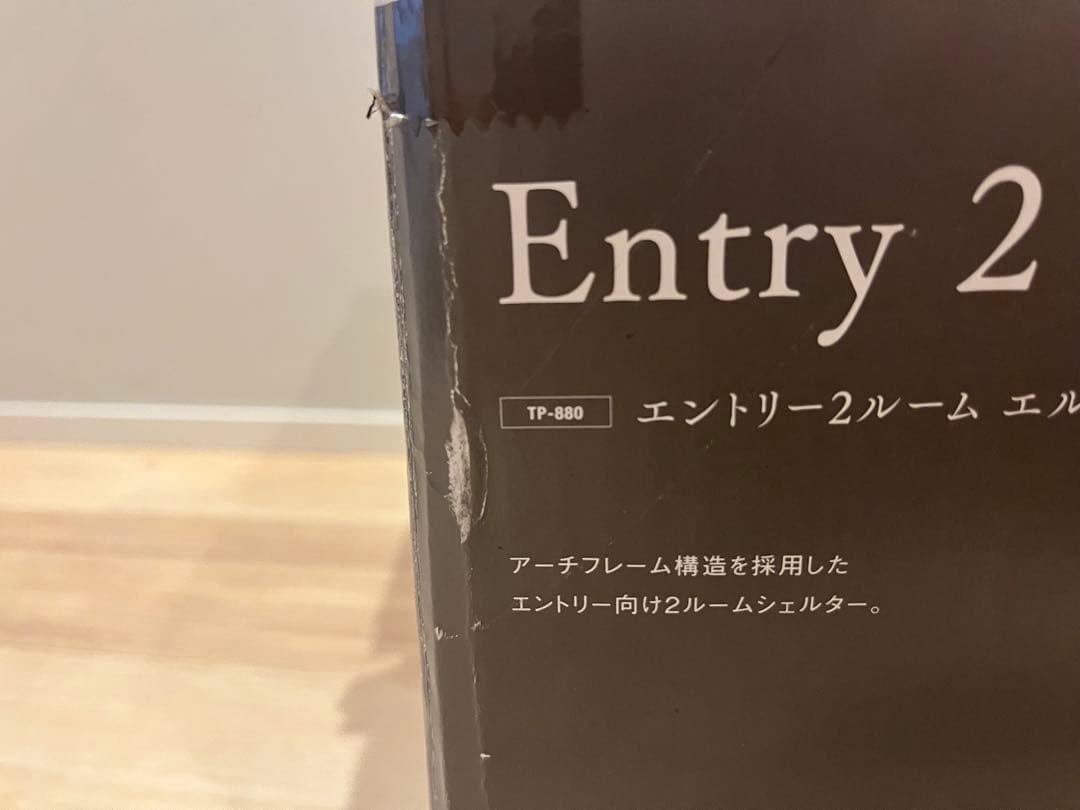 Entry 2
TP-880
エントリー2ルーム エル
アーチフレーム構造を採用した
エントリー向け2ルームシェルター。